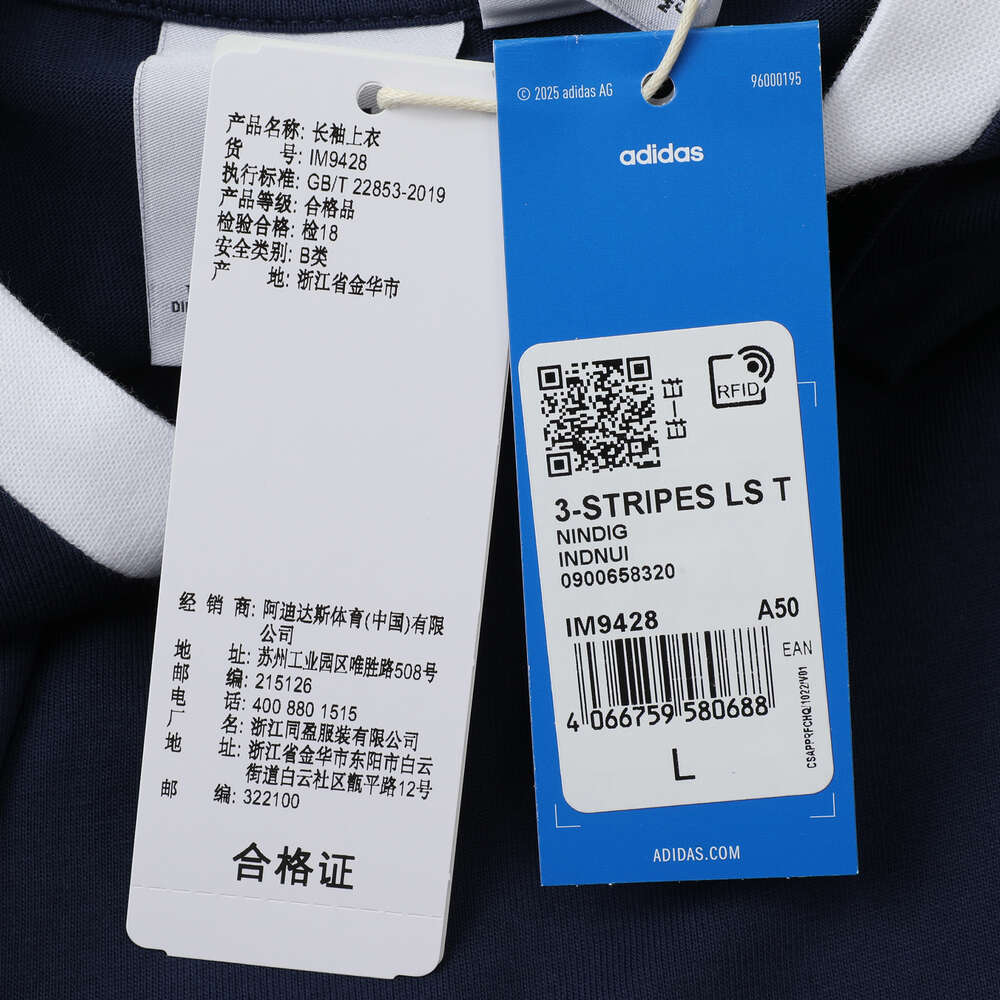 产品名称: 长袖上衣
货 号: IM9428
执行标准: GB/T 22853-2019
产品等级: 合格品
检验合格: 检18
安全类别: B类
产 地: 浙江省金华市
经 销 商: 阿迪达斯体育(中国)有限
公司
地 址: 苏州工业园区唯胜路508号
邮 编: 215126
电 话: 400 880 1515
厂 名: 浙江同盈服装有限公司
地 址: 浙江省金华市东阳市白云
街道白云社区甑平路12号
邮 编: 322100
合格证
© 2025 adidas AG
96000195
adidas
扫一扫
RFID
3-STRIPES LS T
NINDIG
INDNUI
0900658320
IM9428
A50
EAN
4 066759 580688
CSAPPRFCHQ/1022/V01
L
ADIDAS.COM